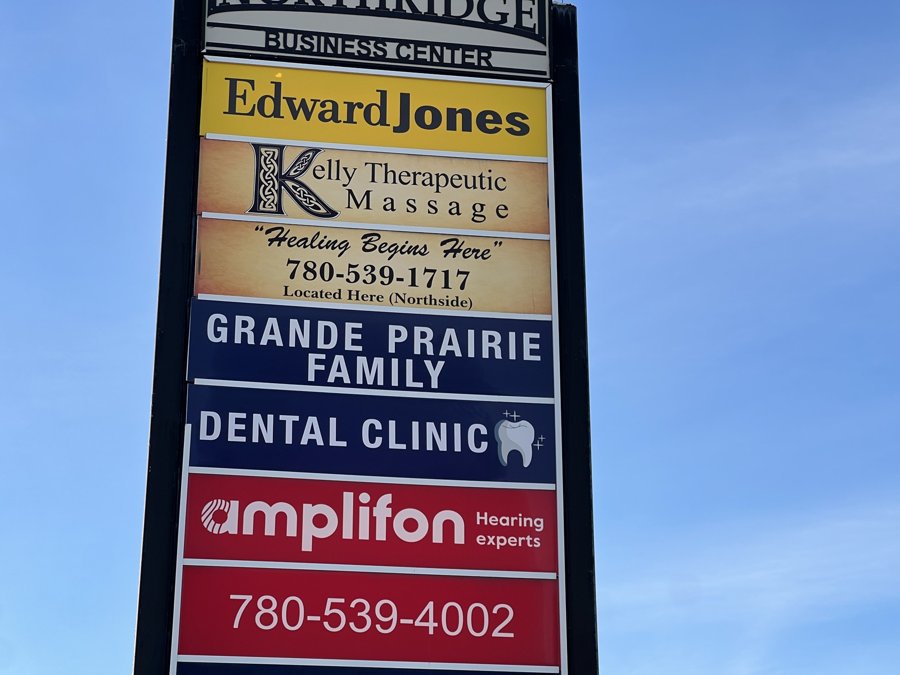 NORTHRIDGE
BUSINESS CENTER
Edward Jones
Kelly Therapeutic
Massage
"Healing Begins Here"
780-539-1717
Located Here (Northside)
GRANDE PRAIRIE
FAMILY
DENTAL CLINIC
amplifon Hearing
experts
780-539-4002